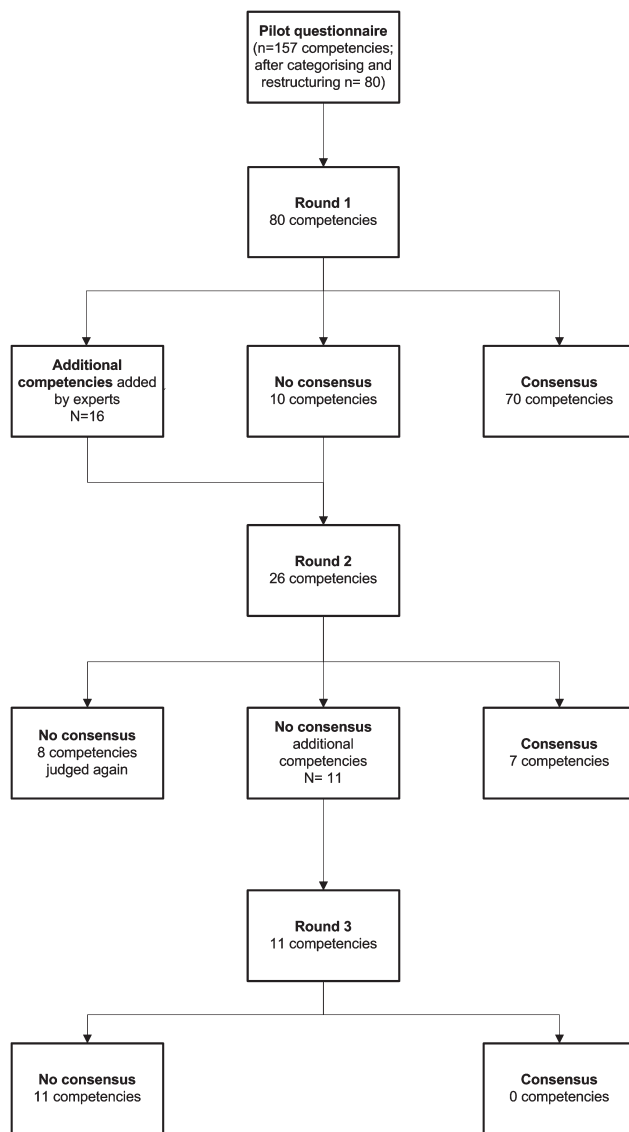 Pilot questionnaire
(n=157 competencies;
after categorising and
restructuring n= 80)
Round 1
80 competencies
Additional
competencies added
by experts
N=16
No consensus
10 competencies
Consensus
70 competencies
Round 2
26 competencies
No consensus
8 competencies
judged again
No consensus
additional
competencies
N= 11
Consensus
7 competencies
Round 3
11 competencies
No consensus
11 competencies
Consensus
0 competencies